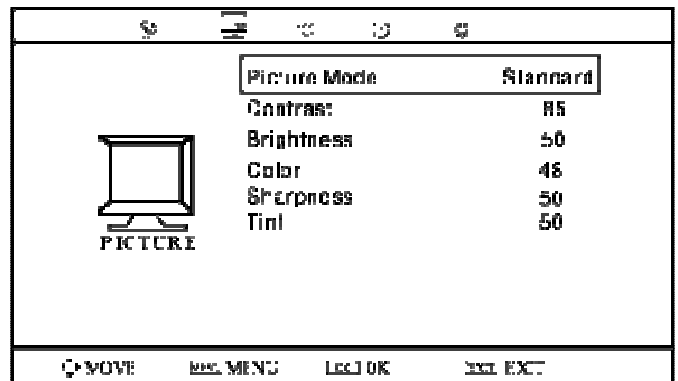 Picture Mode Standard
Contrast 85
Brightness 50
Color 48
Sharpness 50
Tint 50
PICTURE
MOVE MENU OK EXIT